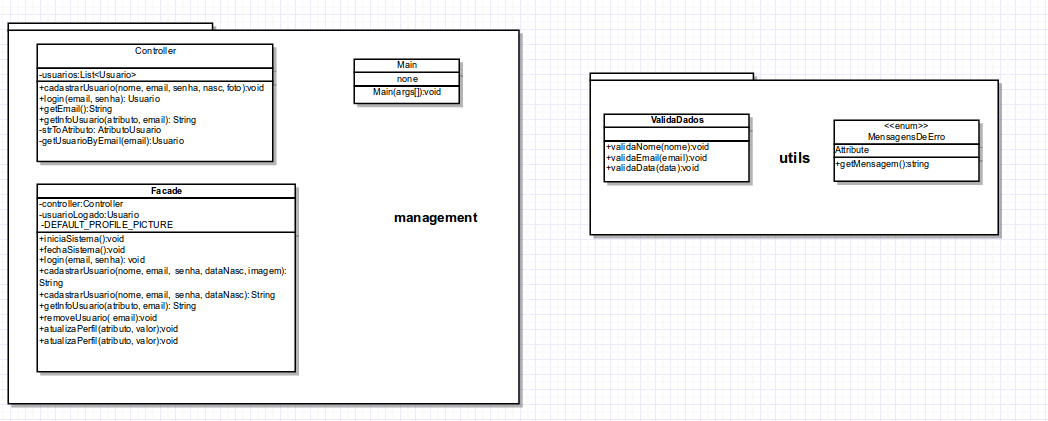 Controller
-usuarios:List<Usuario>
+cadastrarUsuario(nome, email, senha, nasc, foto):void
+login(email, senha): Usuario
+getEmail():String
+getInfoUsuario(atributo, email): String
-strToAtributo: AtributoUsuario
-getUsuarioByEmail(email):Usuario
Main
none
Main(args[]):void
Facade
-controller:Controller
-usuarioLogado:Usuario
-DEFAULT_PROFILE_PICTURE
+iniciaSistema():void
+fechaSistema():void
+login(email, senha): void
+cadastrarUsuario(nome, email, senha, dataNasc, imagem):
String
+cadastrarUsuario(nome, email, senha, dataNasc): String
+getInfoUsuario(atributo, email): String
+removeUsuario( email):void
+atualizaPerfil(atributo, valor);void
+atualizaPerfil(atributo, valor):void
management
ValidaDados
+validaNome(nome):void
+validaEmail(email):void
+validaData(data):void
utils
<<enum>>
MensagensDeErro
Attribute
+getMensagem():string